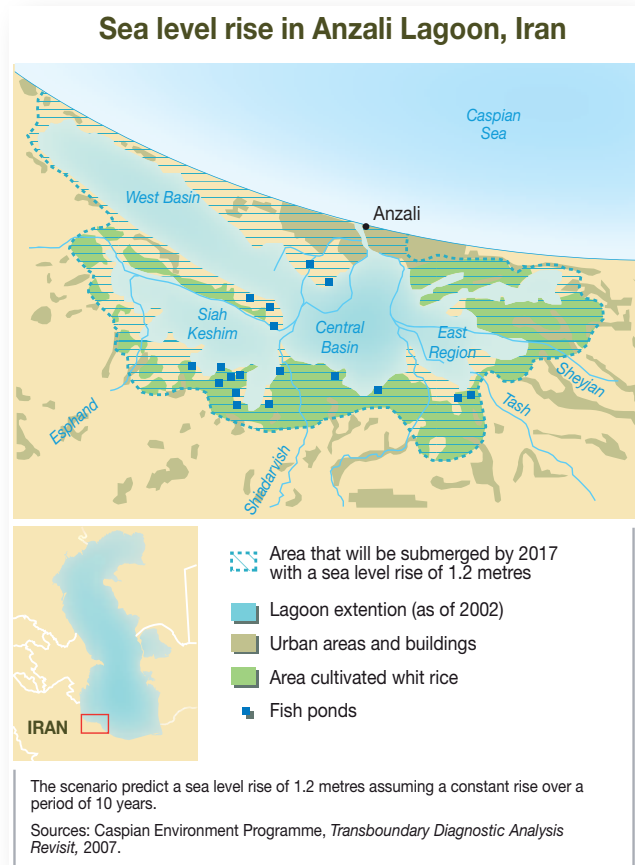 Sea level rise in Anzali Lagoon, Iran
Caspian
Sea
West Basin
Anzali
Siah
Keshim
Central
Basin
East
Region
Sheyjan
Tash
Esphand
Shiadarvish
IRAN
Area that will be submerged by 2017
with a sea level rise of 1.2 metres
Lagoon extention (as of 2002)
Urban areas and buildings
Area cultivated whit rice
Fish ponds
The scenario predict a sea level rise of 1.2 metres assuming a constant rise over a
period of 10 years.
Sources: Caspian Environment Programme, Transboundary Diagnostic Analysis
Revisit, 2007.